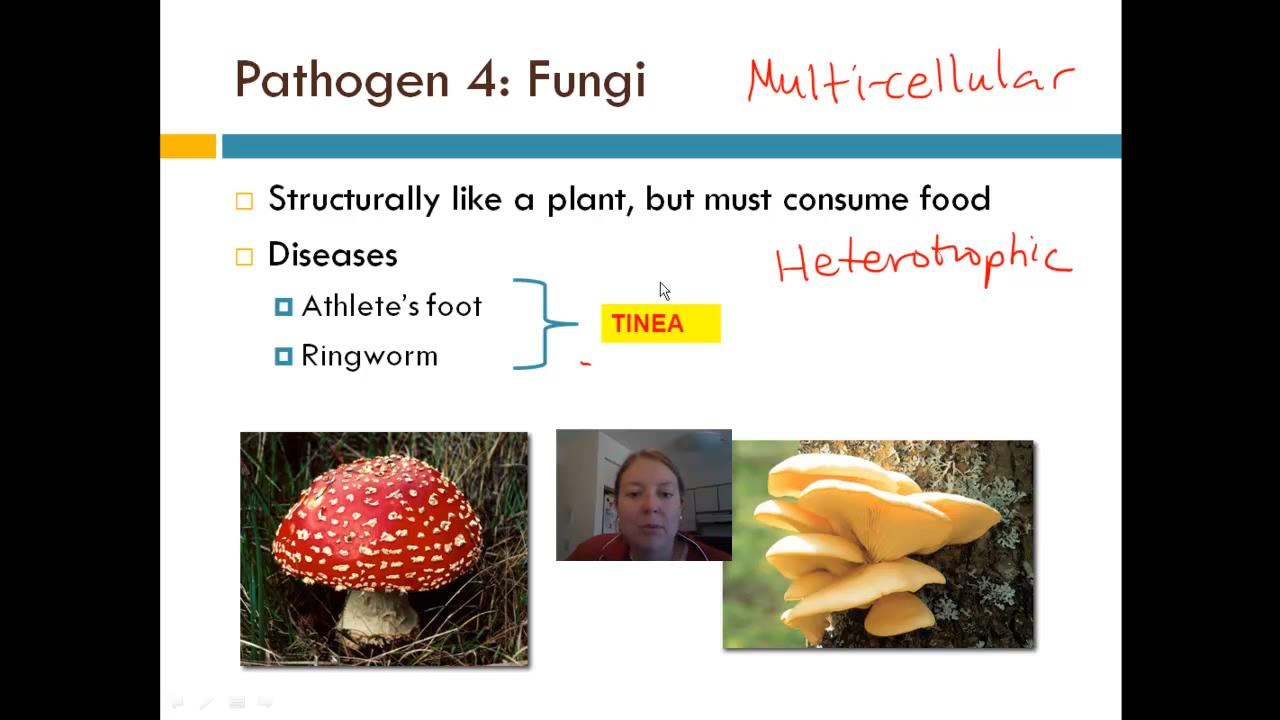 Pathogen 4: Fungi
Multi-cellular
Structurally like a plant, but must consume food
Diseases
Heterotrophic
Athlete's foot
TINEA
Ringworm